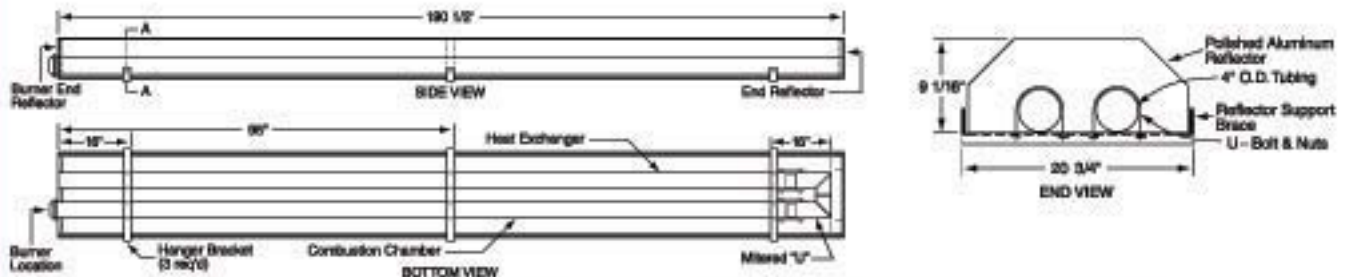 190 1/2"
A
Burner End
Reflector
A
SIDE VIEW
End Reflector
96"
16"
Heat Exchanger
16"
Burner
Location
Hanger Bracket
(3 req'd)
Combustion Chamber
BOTTOM VIEW
Mitered "U"
9 1/16"
Polished Aluminum
Reflector
4" O.D. Tubing
Reflector Support
Brace
U - Bolt & Nuts
20 3/4"
END VIEW